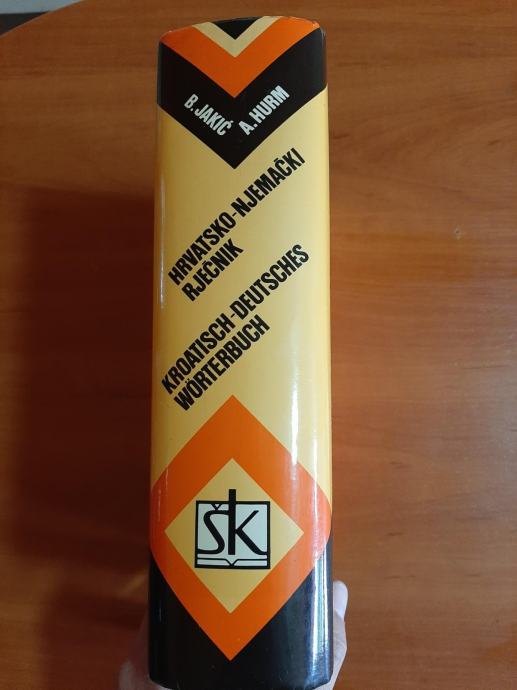 B. JAKIĆ
A. HURM
HRVATSKO-NJEMAČKI
RJEČNIK
KROATISCH-DEUTSCHES
WÖRTERBUCH
ŠK